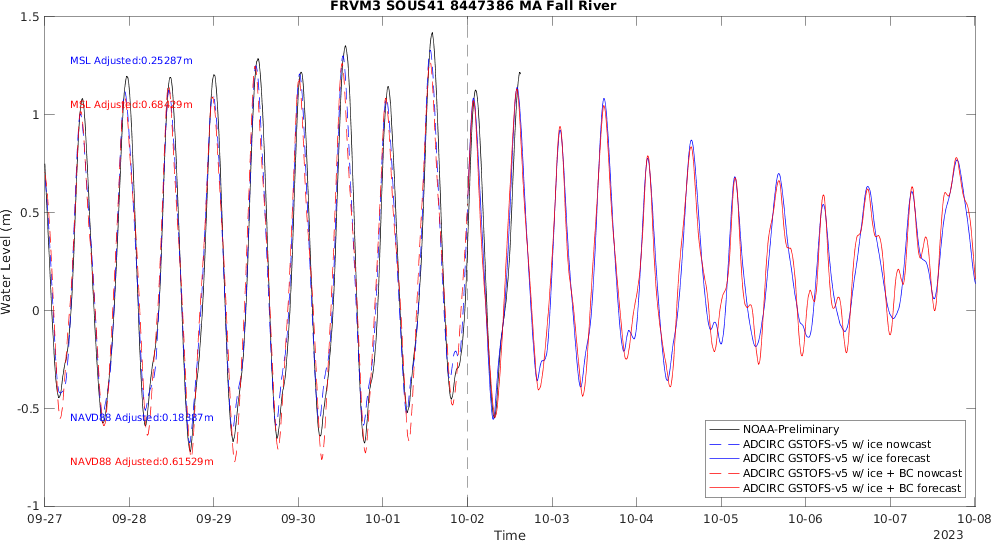 FRVM3 SOUS41 8447386 MA Fall River
1.5
1
0.5
0
-0.5
-1
Water Level (m)
MSL Adjusted:0.25287m
MSL Adjusted:0.68429m
NAVD88 Adjusted:0.18387m
NAVD88 Adjusted:0.61529m
NOAA-Preliminary
ADCIRC GSTOFS-v5 w/ ice nowcast
ADCIRC GSTOFS-v5 w/ ice forecast
ADCIRC GSTOFS-v5 w/ ice + BC nowcast
ADCIRC GSTOFS-v5 w/ ice + BC forecast
09-27 09-28 09-29 09-30 10-01 10-02 10-03 10-04 10-05 10-06 10-07 10-08
Time
2023